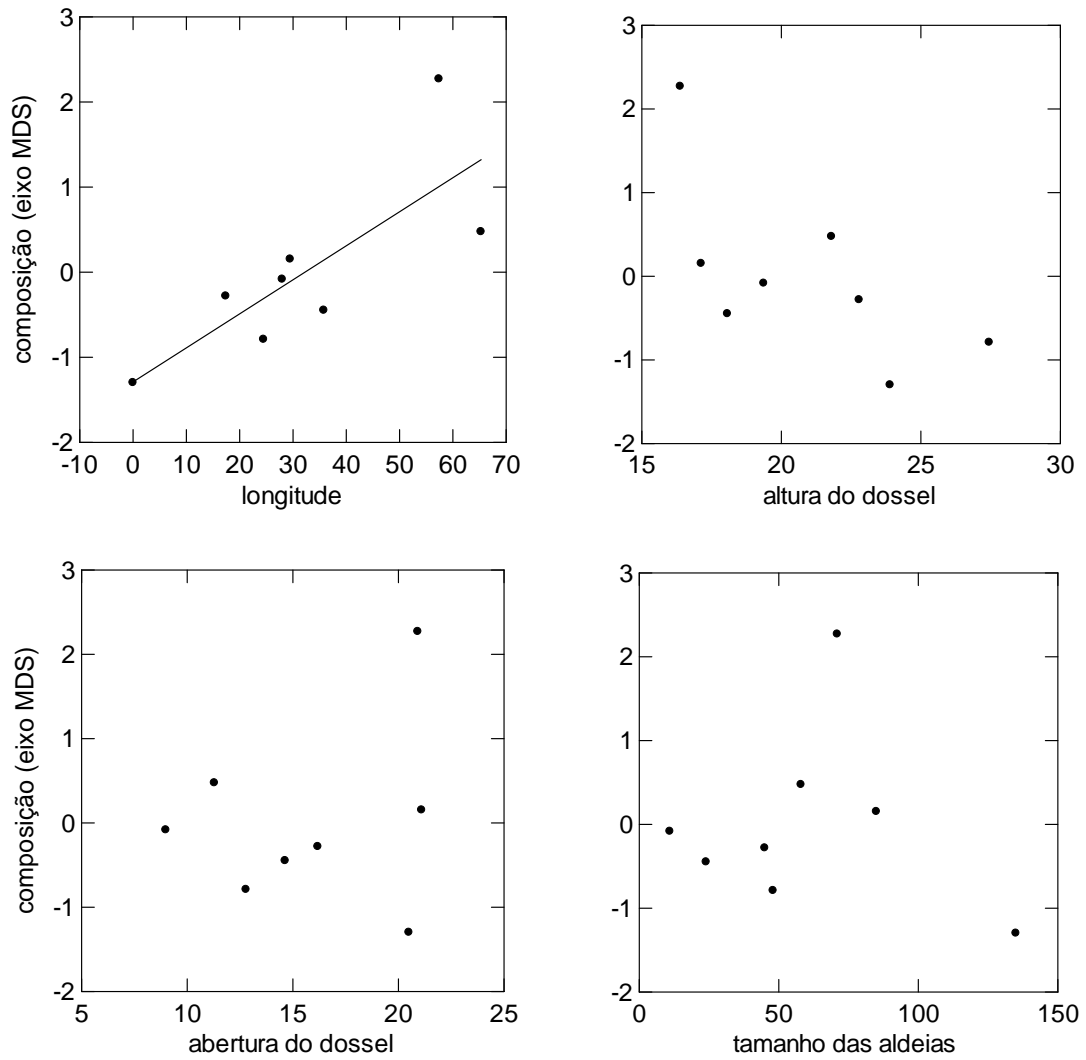 3
2
1
0
-1
-2
composição (eixo MDS)
-10 0 10 20 30 40 50 60 70
longitude
3
2
1
0
-1
-2
15 20 25 30
altura do dossel
3
2
1
0
-1
-2
composição (eixo MDS)
5 10 15 20 25
abertura do dossel
3
2
1
0
-1
-2
0 50 100 150
tamanho das aldeias